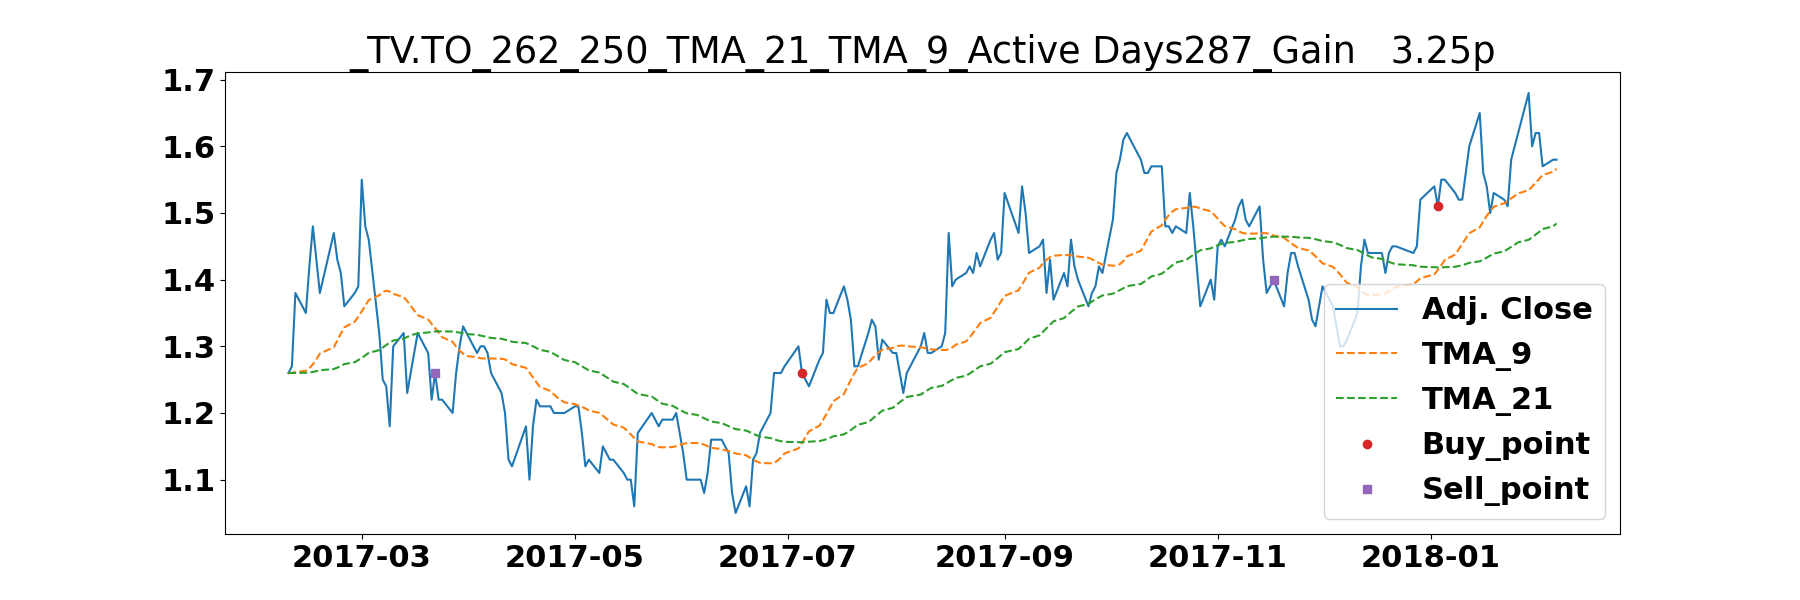 _TV.TO_262_250_TMA_21_TMA_9_Active Days287_Gain   3.25p
1.7
1.6
1.5
1.4
1.3
1.2
1.1
Adj. Close
TMA_9
TMA_21
Buy_point
Sell_point
2017-03 2017-05 2017-07 2017-09 2017-11 2018-01